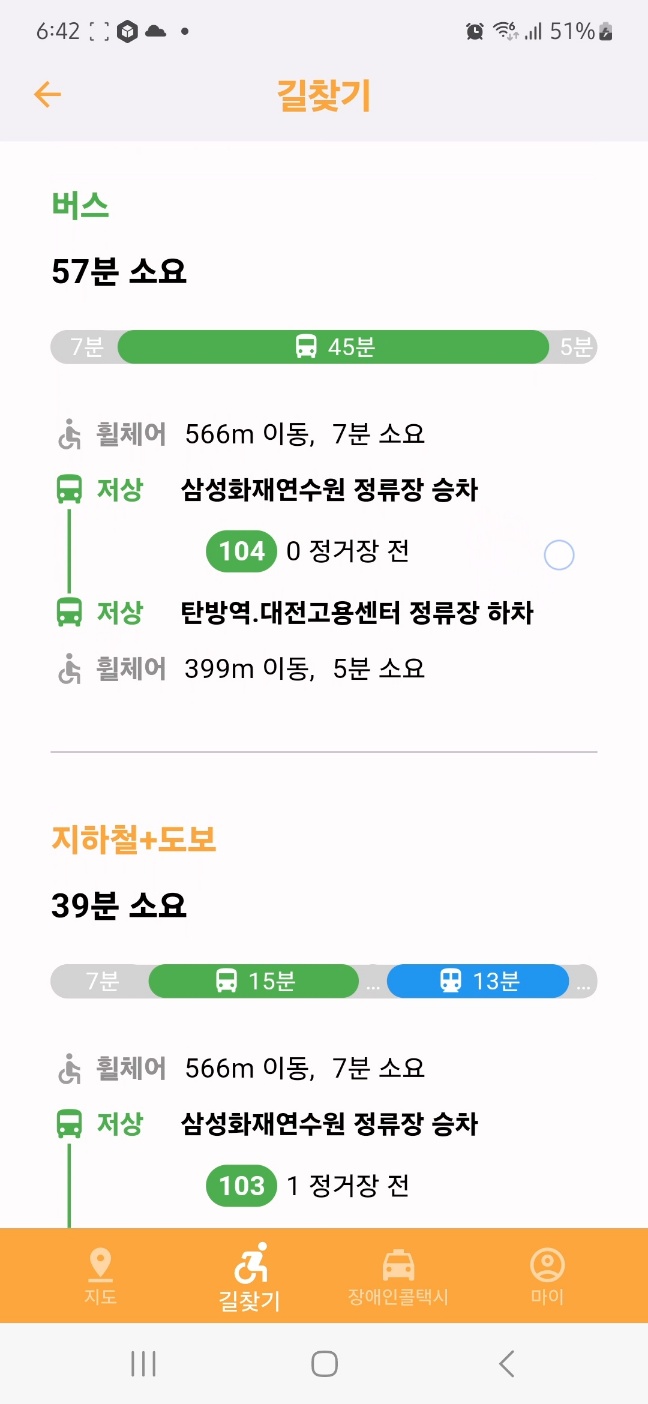 6:42 51%
길찾기
버스
57분 소요
7분 45분 5분
휠체어 566m 이동, 7분 소요
저상 삼성화재연수원 정류장 승차
104 0 정거장 전
저상 탄방역.대전고용센터 정류장 하차
휠체어 399m 이동, 5분 소요
지하철+도보
39분 소요
7분 15분 ... 13분 ...
휠체어 566m 이동, 7분 소요
저상 삼성화재연수원 정류장 승차
103 1 정거장 전
지도 길찾기 장애인콜택시 마이